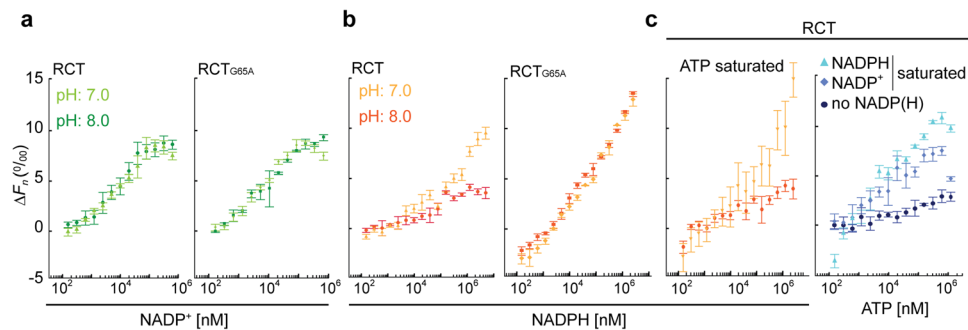 a
b
c
RCT
RCT
RCTG65A
RCT
RCTG65A
ATP saturated
NADPH
NADP+
saturated
no NADP(H)
pH: 7.0
pH: 8.0
pH: 7.0
pH: 8.0
ΔFn(0/00)
15
10
5
0
-5
10² 10⁴ 10⁶
10² 10⁴ 10⁶
10² 10⁴ 10⁶
10² 10⁴ 10⁶
10² 10⁴ 10⁶
10² 10⁴ 10⁶
NADP+ [nM]
NADPH [nM]
ATP [nM]